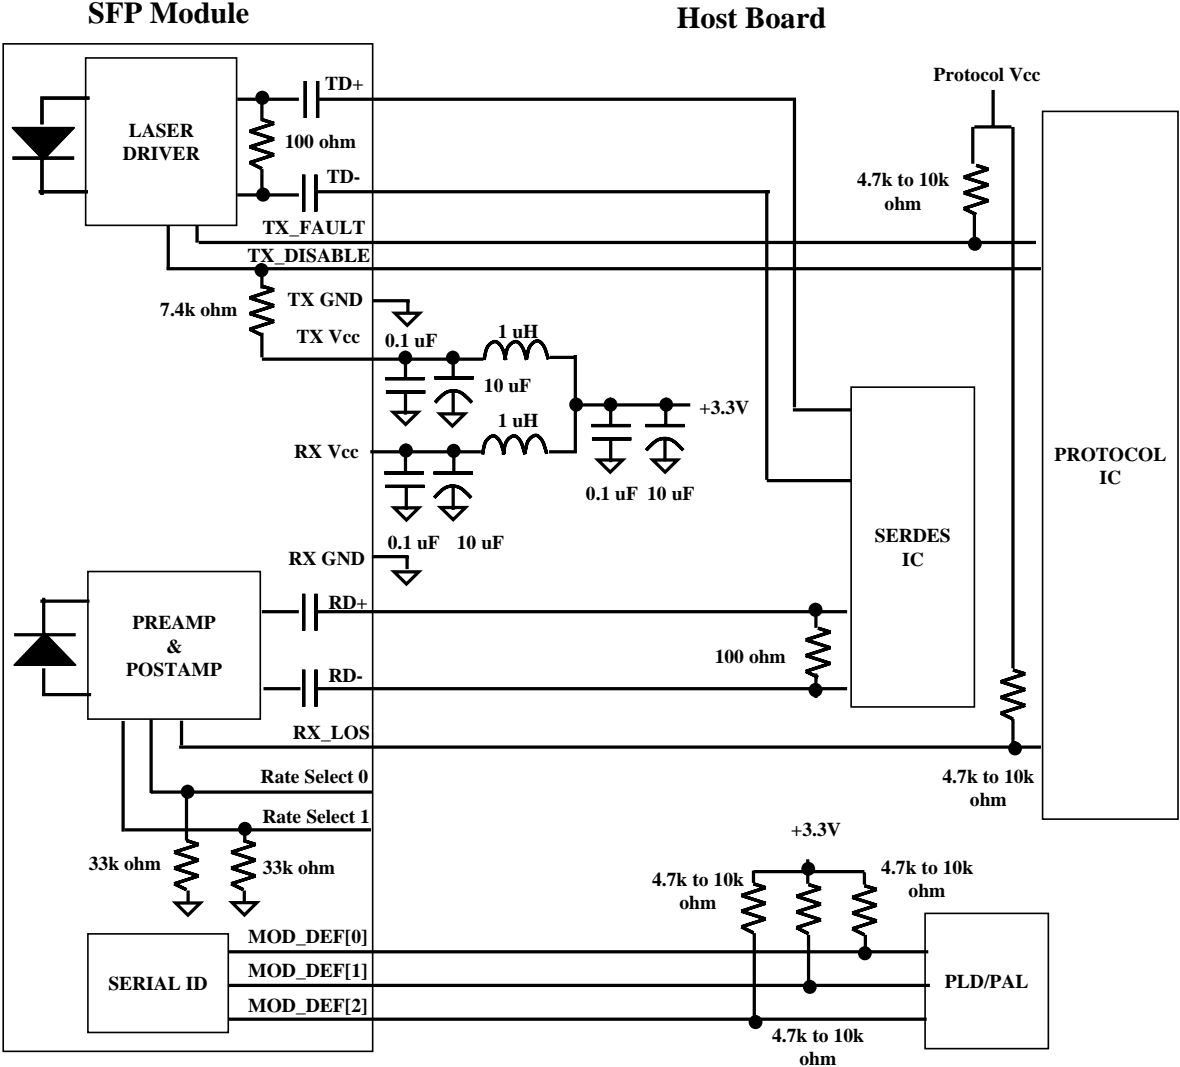 SFP Module
Host Board
Protocol Vcc
TD+
LASER
DRIVER
100 ohm
TD-
4.7k to 10k
ohm
TX_FAULT
TX_DISABLE
7.4k ohm
TX GND
TX Vcc
0.1 uF
1 uH
10 uF
+3.3V
1 uH
RX Vcc
PROTOCOL
IC
0.1 uF
10 uF
0.1 uF
10 uF
SERDES
IC
RX GND
RD+
PREAMP
&
POSTAMP
100 ohm
RD-
RX_LOS
Rate Select 0
4.7k to 10k
ohm
Rate Select 1
+3.3V
33k ohm
33k ohm
4.7k to 10k
ohm
4.7k to 10k
ohm
MOD_DEF[0]
SERIAL ID
MOD_DEF[1]
PLD/PAL
MOD_DEF[2]
4.7k to 10k
ohm